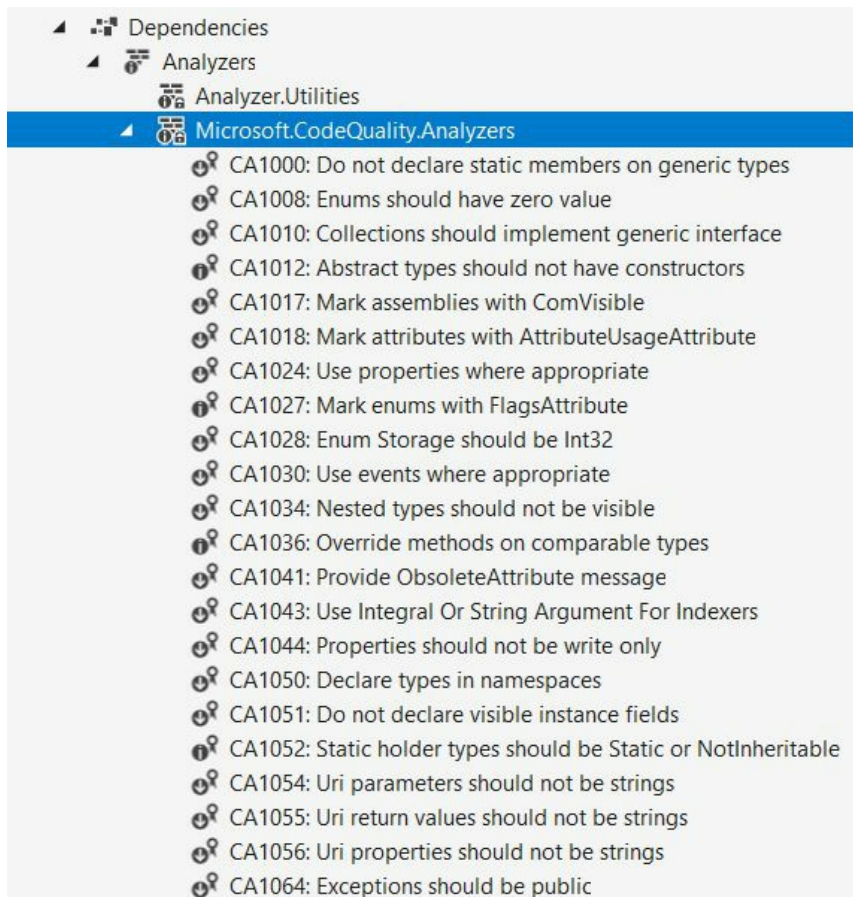 Dependencies
Analyzers
Analyzer.Utilities
Microsoft.CodeQuality.Analyzers
CA1000: Do not declare static members on generic types
CA1008: Enums should have zero value
CA1010: Collections should implement generic interface
CA1012: Abstract types should not have constructors
CA1017: Mark assemblies with ComVisible
CA1018: Mark attributes with AttributeUsageAttribute
CA1024: Use properties where appropriate
CA1027: Mark enums with FlagsAttribute
CA1028: Enum Storage should be Int32
CA1030: Use events where appropriate
CA1034: Nested types should not be visible
CA1036: Override methods on comparable types
CA1041: Provide ObsoleteAttribute message
CA1043: Use Integral Or String Argument For Indexers
CA1044: Properties should not be write only
CA1050: Declare types in namespaces
CA1051: Do not declare visible instance fields
CA1052: Static holder types should be Static or NotInheritable
CA1054: Uri parameters should not be strings
CA1055: Uri return values should not be strings
CA1056: Uri properties should not be strings
CA1064: Exceptions should be public